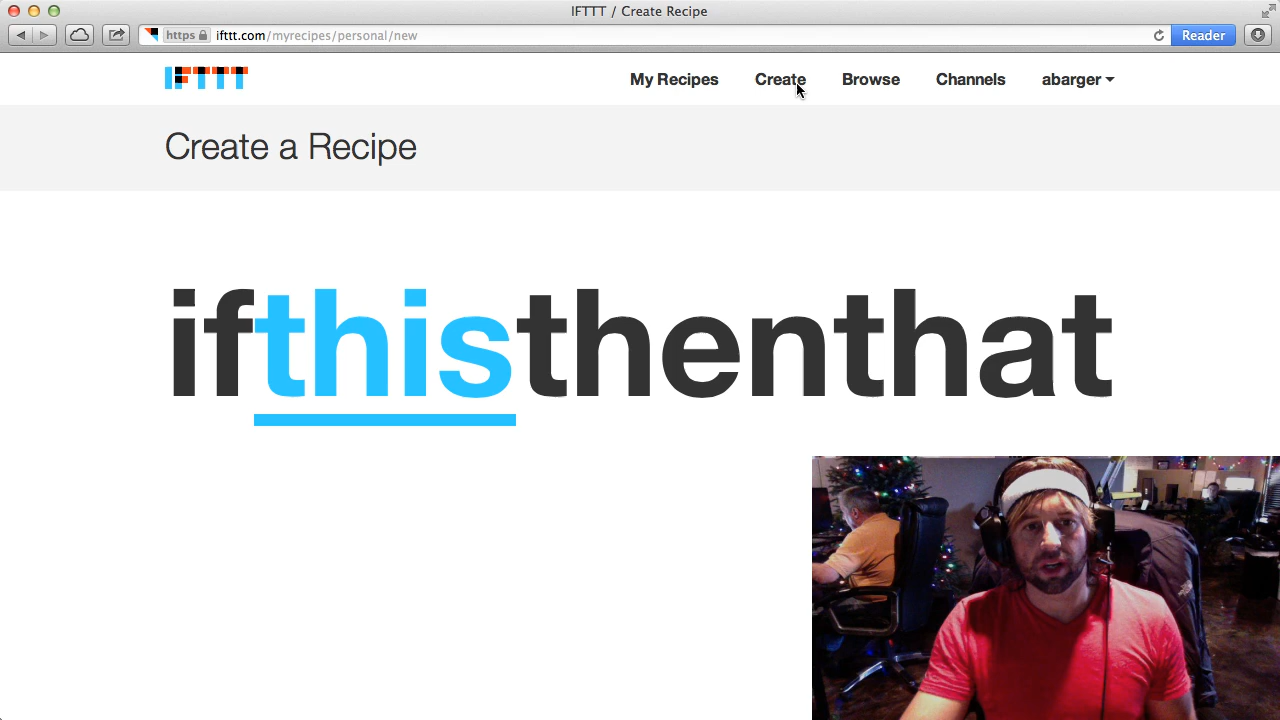 IFTTT / Create Recipe
https ifttt.com/myrecipes/personal/new Reader
IFTTT My Recipes Create Browse Channels abarger
Create a Recipe
ifthisthenthat